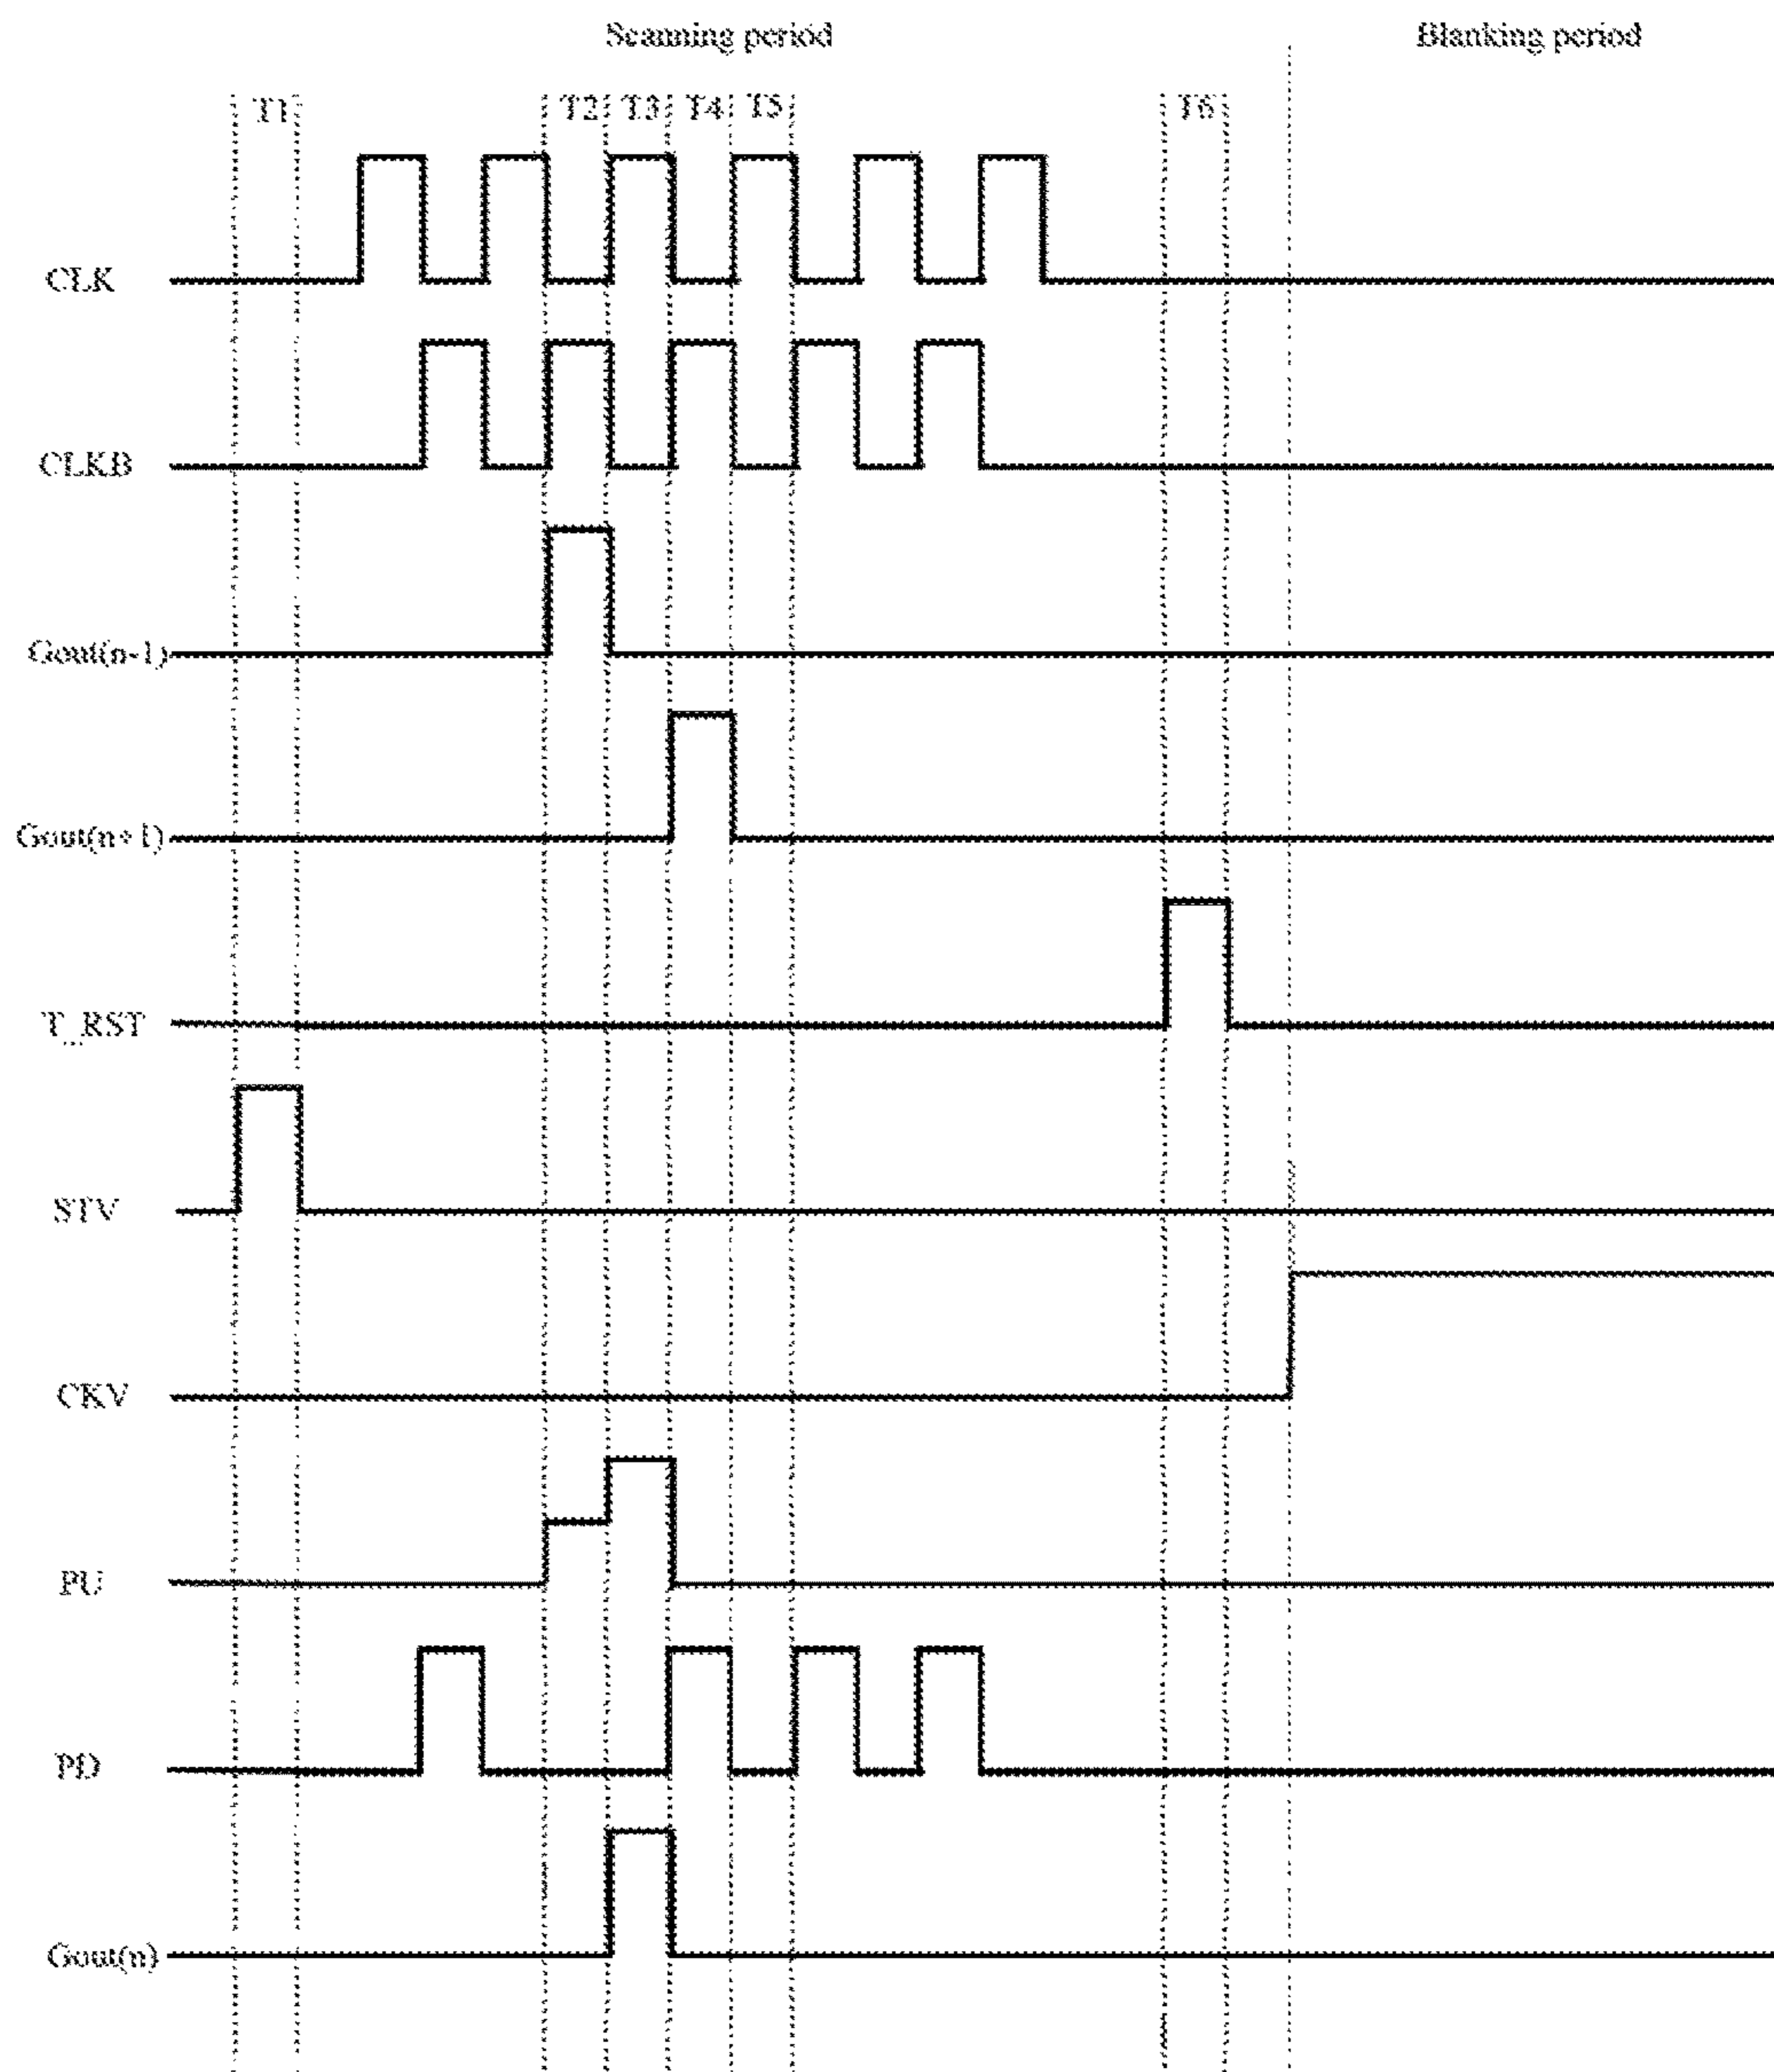 Scanning period
Blanking period
T1
T2
T3
T4
T5
T6
CLK
CLKB
Gout(n-1)
Gout(n+1)
T_RST
STV
CKV
PU
PD
Gout(n)